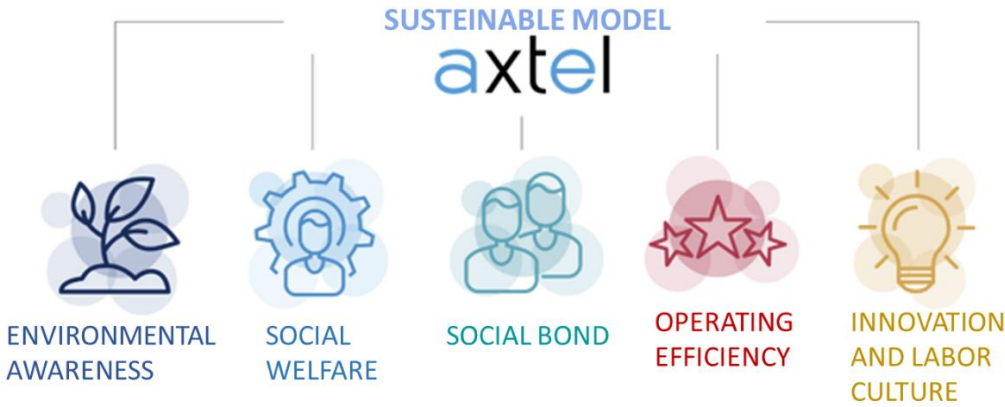 SUSTEINABLE MODEL
axtel
ENVIRONMENTAL
AWARENESS
SOCIAL
WELFARE
SOCIAL BOND
OPERATING
EFFICIENCY
INNOVATION
AND LABOR
CULTURE